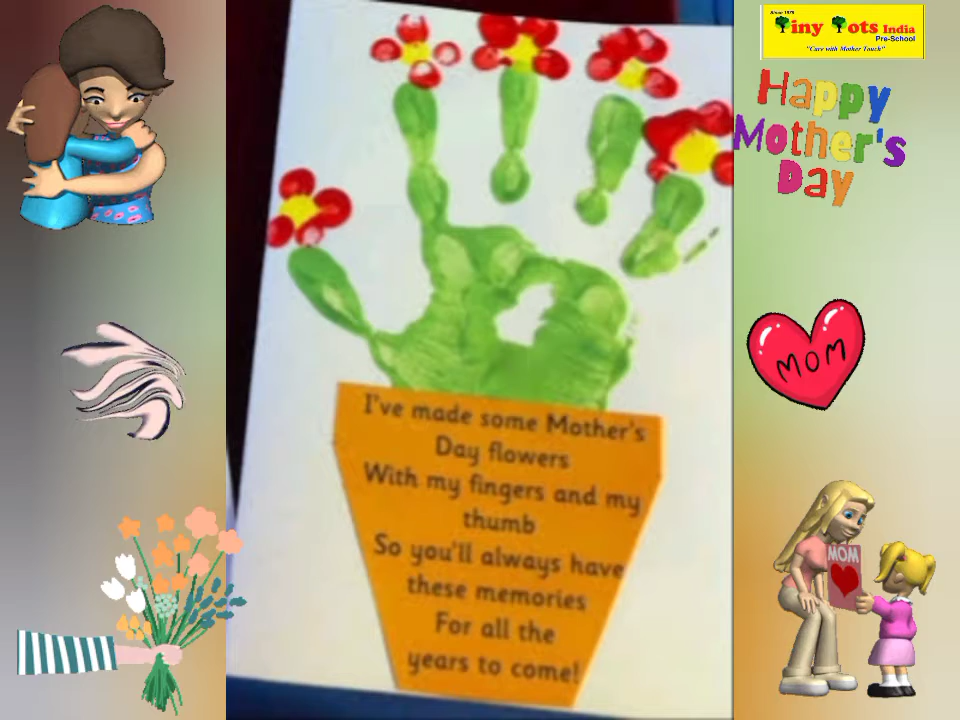 Since 1978
Tiny Tots India
Pre-School
"Care with Mother Touch"
Happy
Mother's
Day
I've made some Mother's
Day flowers
With my fingers and my
thumb
So you'll always have
these memories
For all the
years to come!
MOM
MOM